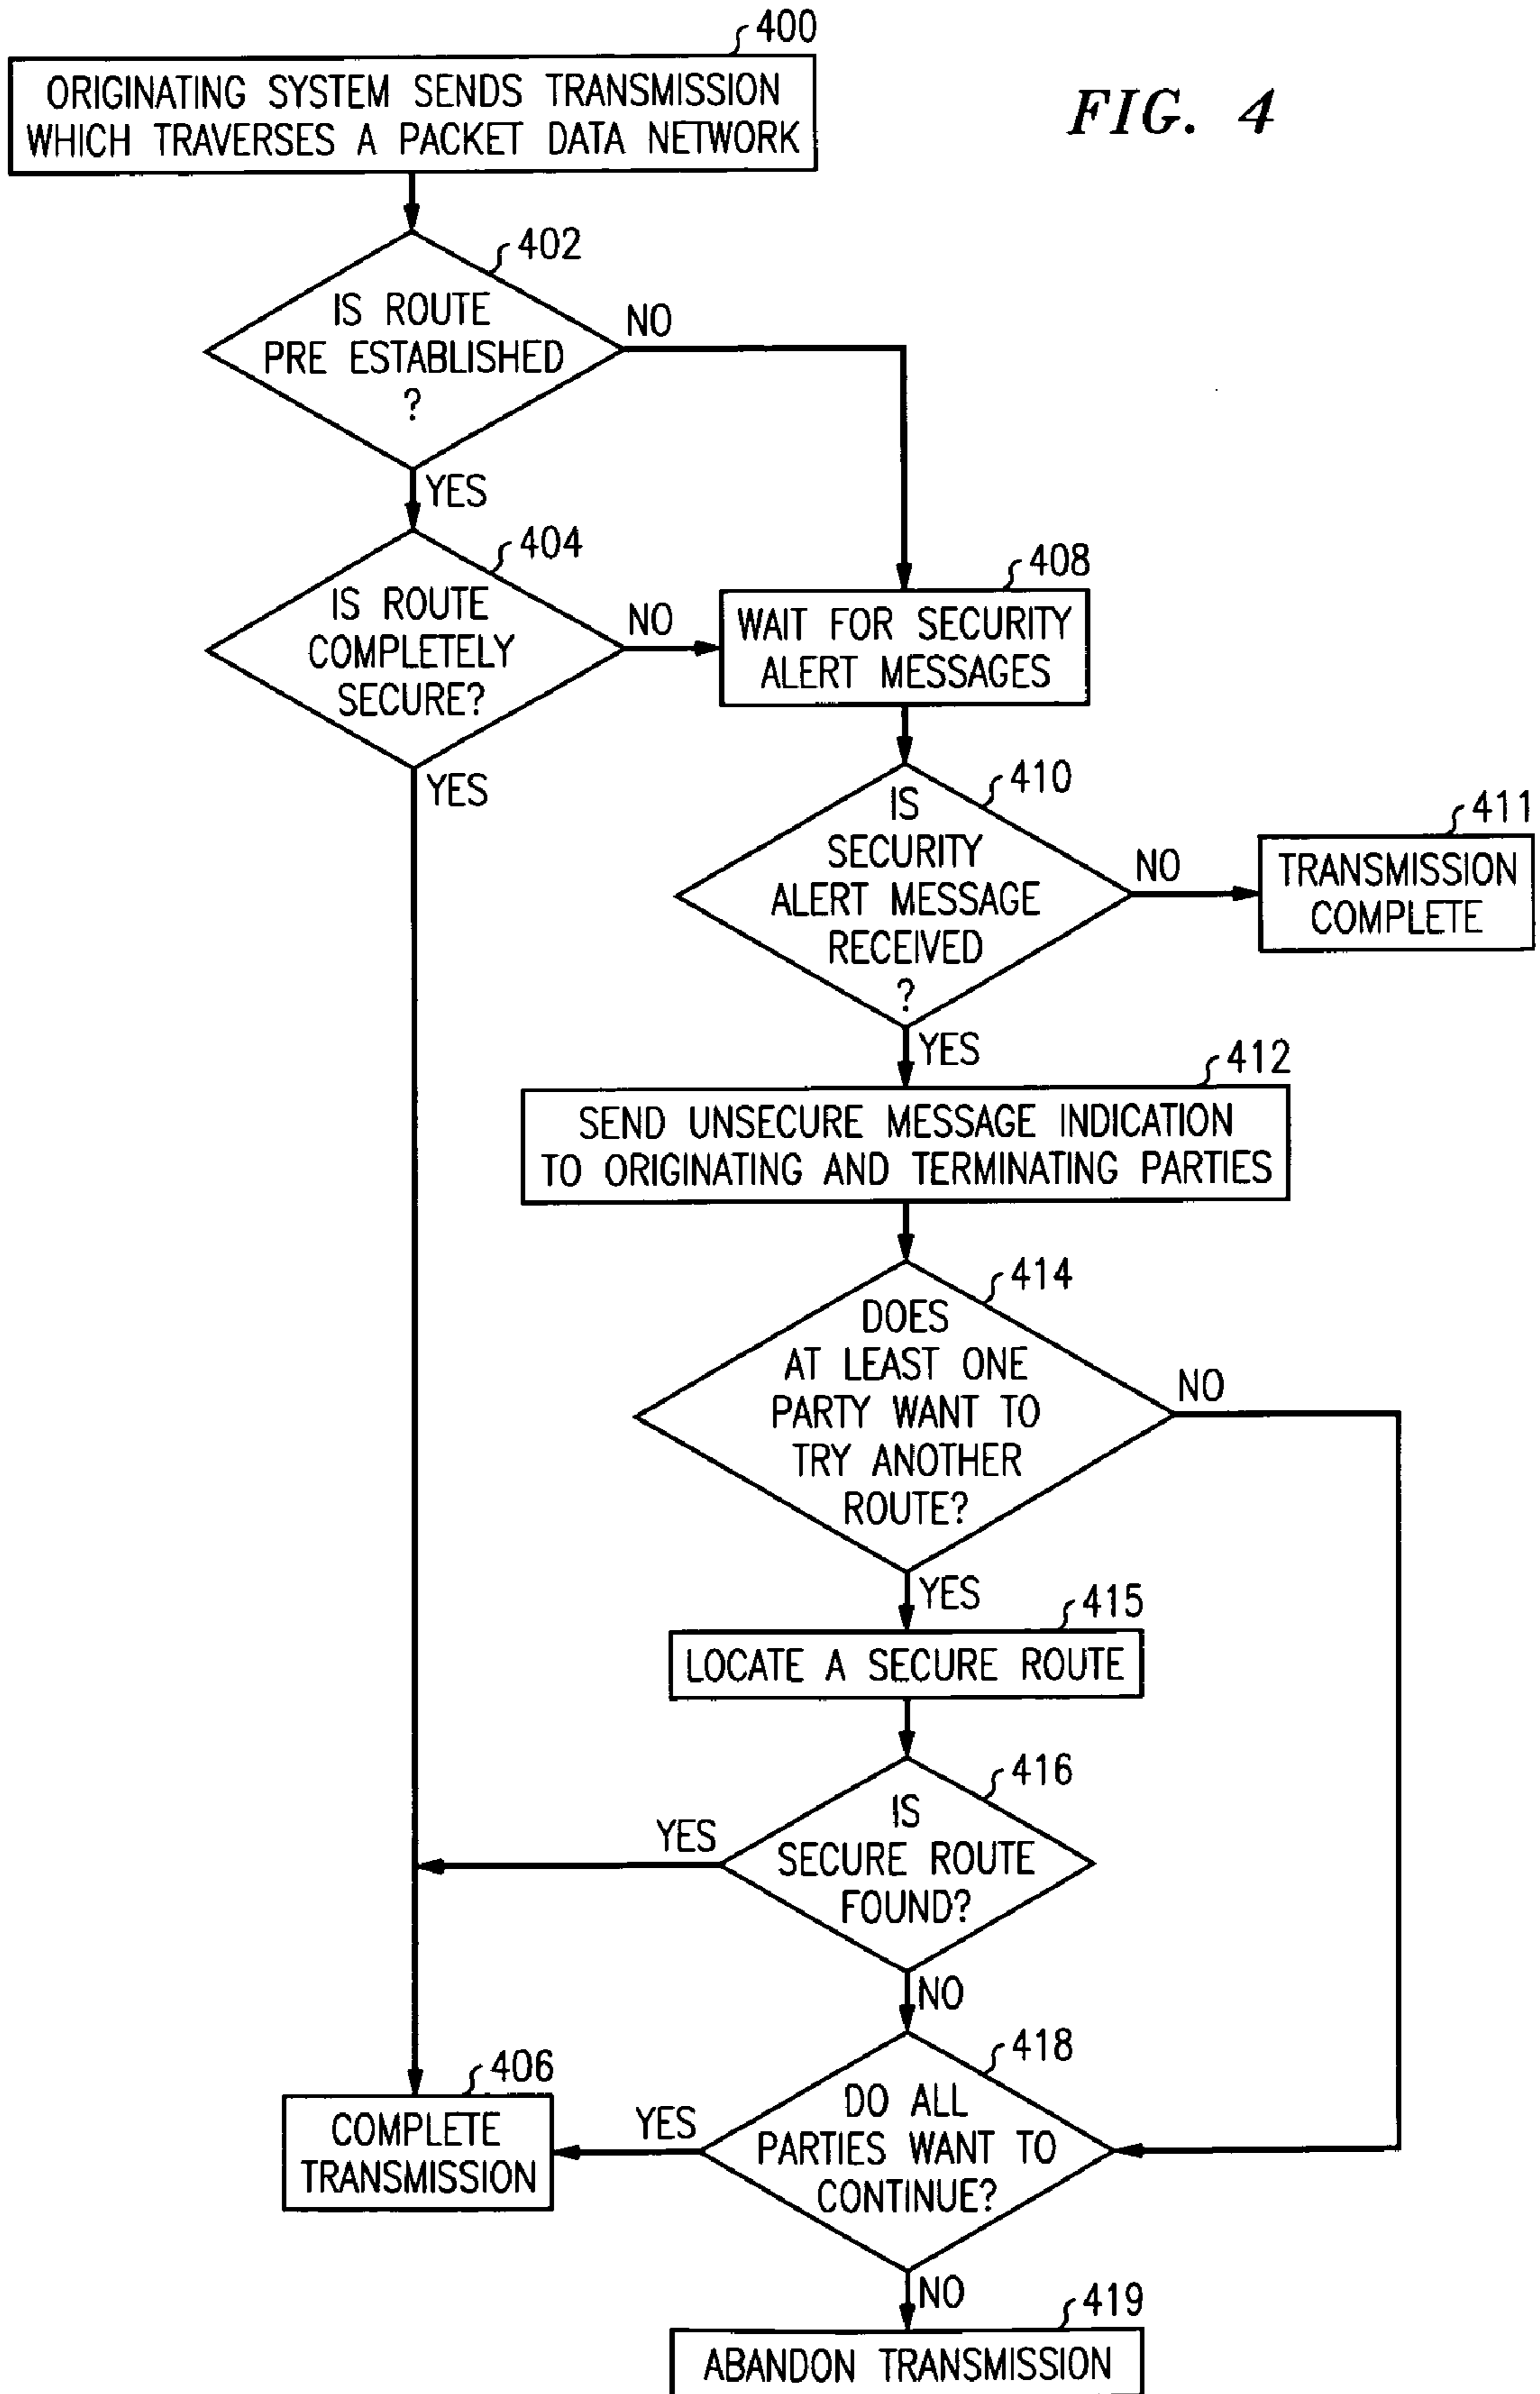 400
ORIGINATING SYSTEM SENDS TRANSMISSION
WHICH TRAVERSES A PACKET DATA NETWORK
FIG. 4
402
IS ROUTE
PRE ESTABLISHED
?
NO
YES
404
IS ROUTE
COMPLETELY
SECURE?
NO
YES
408
WAIT FOR SECURITY
ALERT MESSAGES
410
IS
SECURITY
ALERT MESSAGE
RECEIVED
?
NO
411
TRANSMISSION
COMPLETE
YES
412
SEND UNSECURE MESSAGE INDICATION
TO ORIGINATING AND TERMINATING PARTIES
414
DOES
AT LEAST ONE
PARTY WANT TO
TRY ANOTHER
ROUTE?
NO
YES
415
LOCATE A SECURE ROUTE
416
IS
SECURE ROUTE
FOUND?
YES
NO
418
DO ALL
PARTIES WANT TO
CONTINUE?
YES
406
COMPLETE
TRANSMISSION
NO
419
ABANDON TRANSMISSION